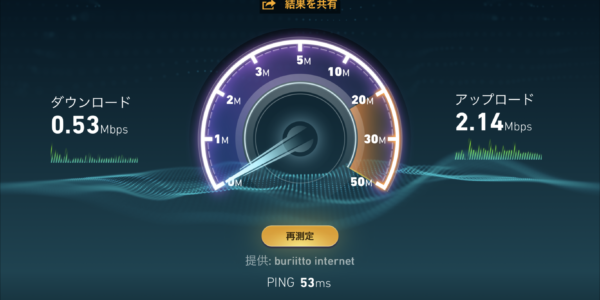 結果を共有
ダウンロード
0.53Mbps
アップロード
2.14Mbps
5M
3M
10M
2M
20M
1M
30M
0M
50M
再測定
提供: buriitto internet
PING 53ms